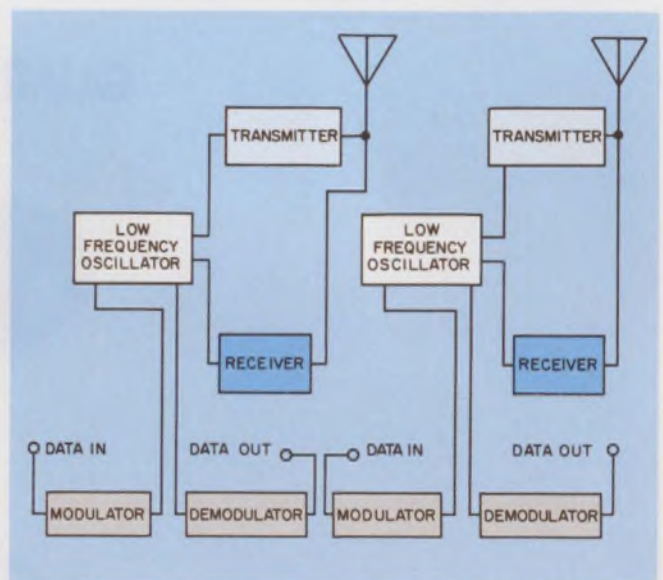 TRANSMITTER
TRANSMITTER
LOW
FREQUENCY
OSCILLATOR
LOW
FREQUENCY
OSCILLATOR
RECEIVER
RECEIVER
DATA IN
DATA OUT
DATA IN
DATA OUT
MODULATOR
DEMODULATOR
MODULATOR
DEMODULATOR